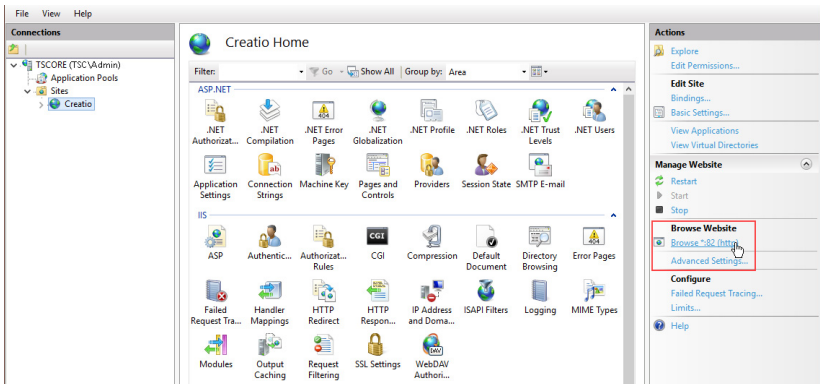 File View Help
Connections
TSCORE (TSC\Admin)
Application Pools
Sites
Creatio
Creatio Home
Filter: Go Show All Group by: Area
ASP.NET
.NET Authorizat...
.NET Compilation
.NET Error Pages
.NET Globalization
.NET Profile
.NET Roles
.NET Trust Levels
.NET Users
Application Settings
Connection Strings
Machine Key
Pages and Controls
Providers
Session State
SMTP E-mail
IIS
ASP
Authentic...
Authorizat... Rules
CGI
Compression
Default Document
Directory Browsing
Error Pages
Failed Request Tra...
Handler Mappings
HTTP Redirect
HTTP Respon...
IP Address and Doma...
ISAPI Filters
Logging
MIME Types
Modules
Output Caching
Request Filtering
SSL Settings
WebDAV Authori...
Actions
Explore
Edit Permissions...
Edit Site
Bindings...
Basic Settings...
View Applications
View Virtual Directories
Manage Website
Restart
Start
Stop
Browse Website
Browse *:82 (http)
Advanced Settings...
Configure
Failed Request Tracing...
Limits...
Help